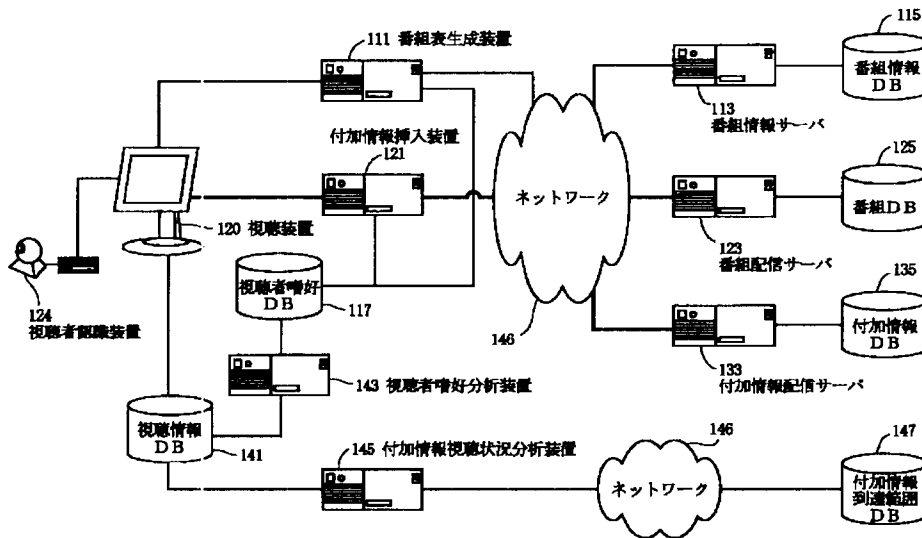 111 番組表生成装置
115
番組情報
DB
113
番組情報サーバ
付加情報挿入装置
121
ネットワーク
125
番組DB
120 視聴装置
123
番組配信サーバ
124
視聴者認識装置
視聴者嗜好
DB
117
146
135
付加情報
DB
133
付加情報配信サーバ
143 視聴者嗜好分析装置
視聴情報
DB
141
145 付加情報視聴状況分析装置
146
ネットワーク
147
付加情報
到達範囲
DB